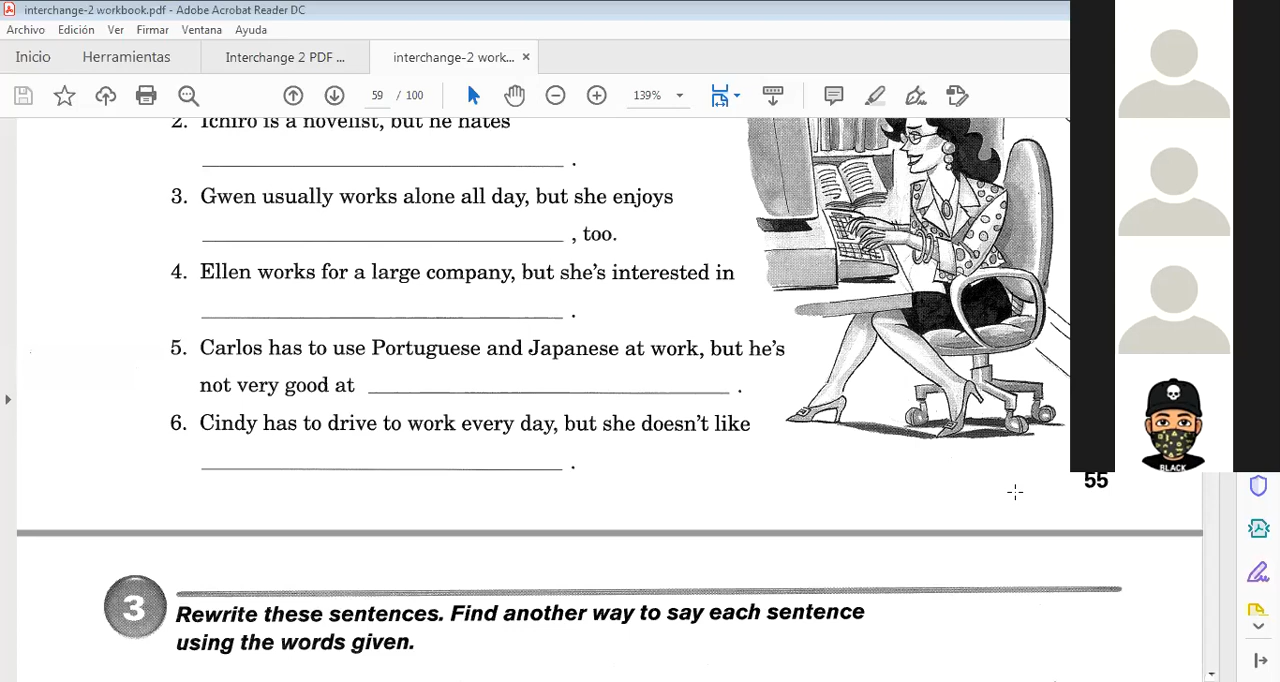 interchange-2 workbook.pdf - Adobe Acrobat Reader DC
Archivo Edición Ver Firmar Ventana Ayuda
Inicio Herramientas Interchange 2 PDF ... interchange-2 work... ×
59 / 100 139%
2. Ichiro is a novelist, but he hates
______________________________ .
3. Gwen usually works alone all day, but she enjoys
______________________________ , too.
4. Ellen works for a large company, but she's interested in
______________________________ .
5. Carlos has to use Portuguese and Japanese at work, but he's
not very good at ______________________________ .
6. Cindy has to drive to work every day, but she doesn't like
______________________________ .
BLACK
55
3
Rewrite these sentences. Find another way to say each sentence
using the words given.